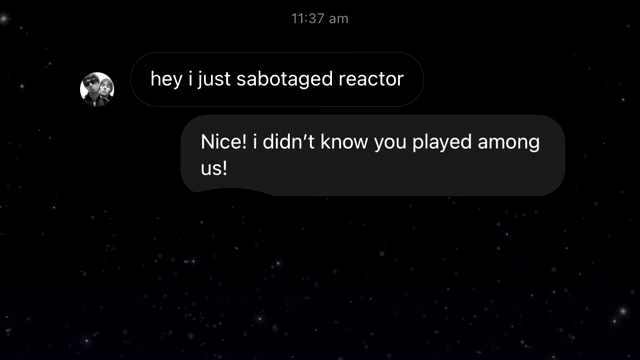 11:37 am
hey i just sabotaged reactor
Nice! i didn’t know you played among
us!